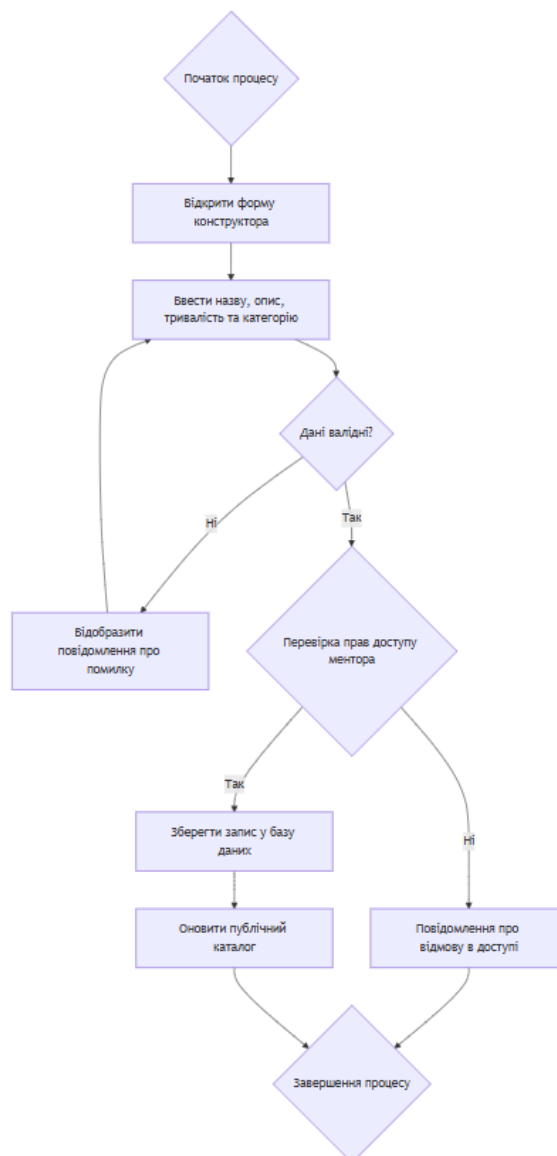 Початок процесу
Відкрити форму
конструктора
Ввести назву, опис,
тривалість та категорію
Дані валідні?
Ні
Так
Відобразити
повідомлення про
помилку
Перевірка прав доступу
ментора
Так
Ні
Зберегти запис у базу
даних
Оновити публічний
каталог
Повідомлення про
відмову в доступі
Завершення процесу